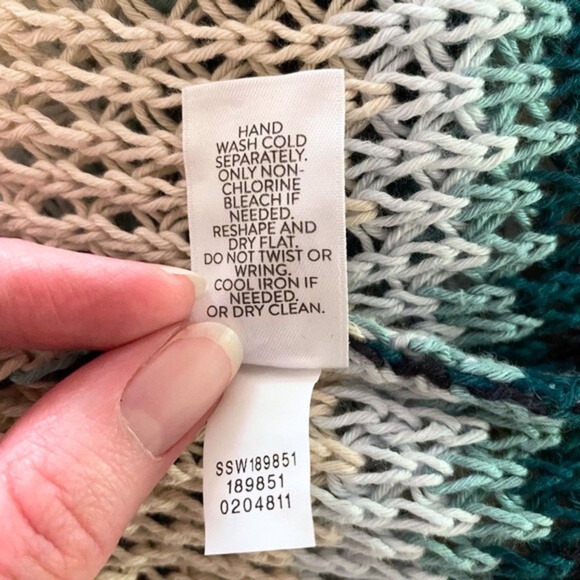 HAND
WASH COLD
SEPARATELY.
ONLY NON-
CHLORINE
BLEACH IF
NEEDED.
RESHAPE AND
DRY FLAT.
DO NOT TWIST OR
WRING.
COOL IRON IF
NEEDED.
OR DRY CLEAN.
SSW189851
189851
0204811